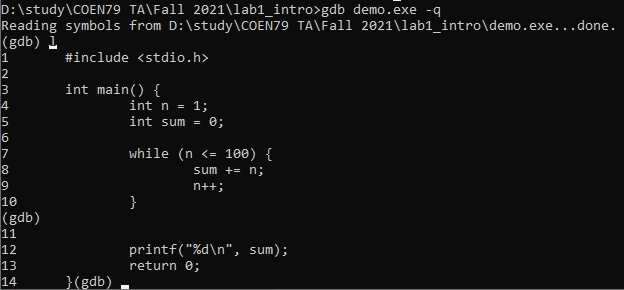 D:\study\COEN79 TA\Fall 2021\lab1_intro>gdb demo.exe -q
Reading symbols from D:\study\COEN79 TA\Fall 2021\lab1_intro\demo.exe...done.
(gdb) l
1       #include <stdio.h>
2
3       int main() {
4               int n = 1;
5               int sum = 0;
6
7               while (n <= 100) {
8                       sum += n;
9                       n++;
10              }
(gdb)
11
12              printf("%d\n", sum);
13              return 0;
14      }(gdb)